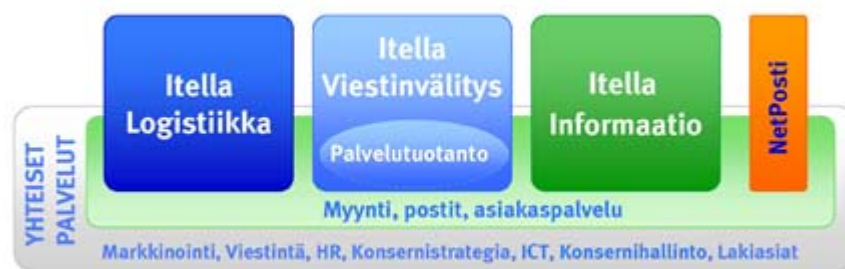 Itella
Logistiikka
Itella
Viestinvälitys
Palvelutuotanto
Itella
Informaatio
NetPosti
YHTEISET
PALVELUT
Myynti, postit, asiakaspalvelu
Markkinointi, Viestintä, HR, Konsernistrategia, ICT, Konsernihallinto, Lakiasiat